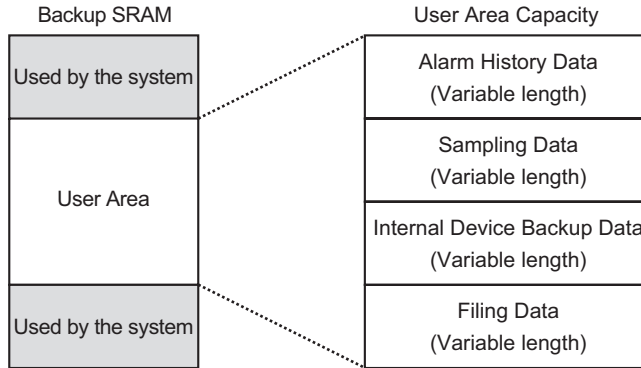 Backup SRAM
Used by the system
User Area
Used by the system
User Area Capacity
Alarm History Data
(Variable length)
Sampling Data
(Variable length)
Internal Device Backup Data
(Variable length)
Filing Data
(Variable length)